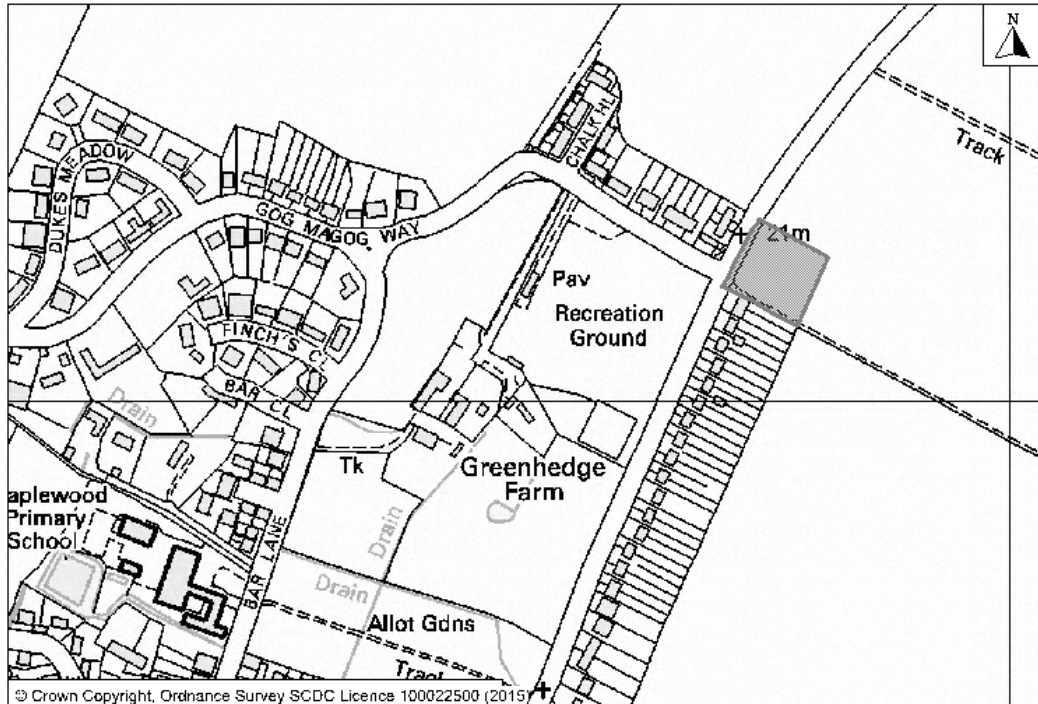 N
Track
CHALK HL
DUKES MEADOW
GOG MAGOG WAY
21m
Pav
Recreation
Ground
FINCH'S CL
BAR CL
Drain
Tk
Greenhedge
Farm
aplewood
Primary
School
Drain
BAR LANE
Drain
Allot Gdns
Track
© Crown Copyright, Ordnance Survey SCDC Licence 100022500 (2015)